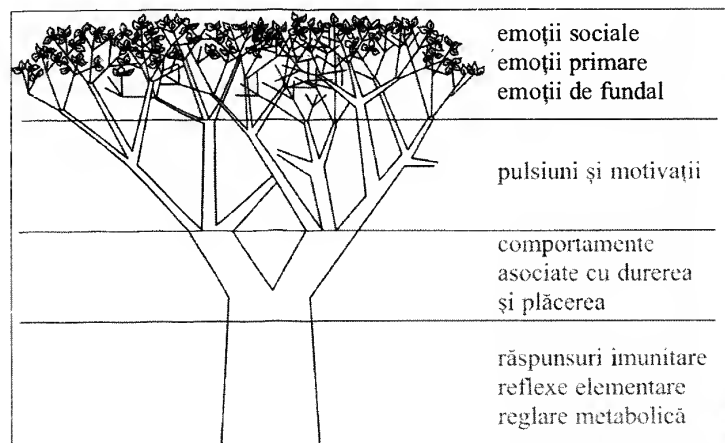 emoții sociale
emoții primare
emoții de fundal
pulsiuni și motivații
comportamente
asociate cu durerea
și plăcerea
răspunsuri imunitare
reflexe elementare
reglare metabolică